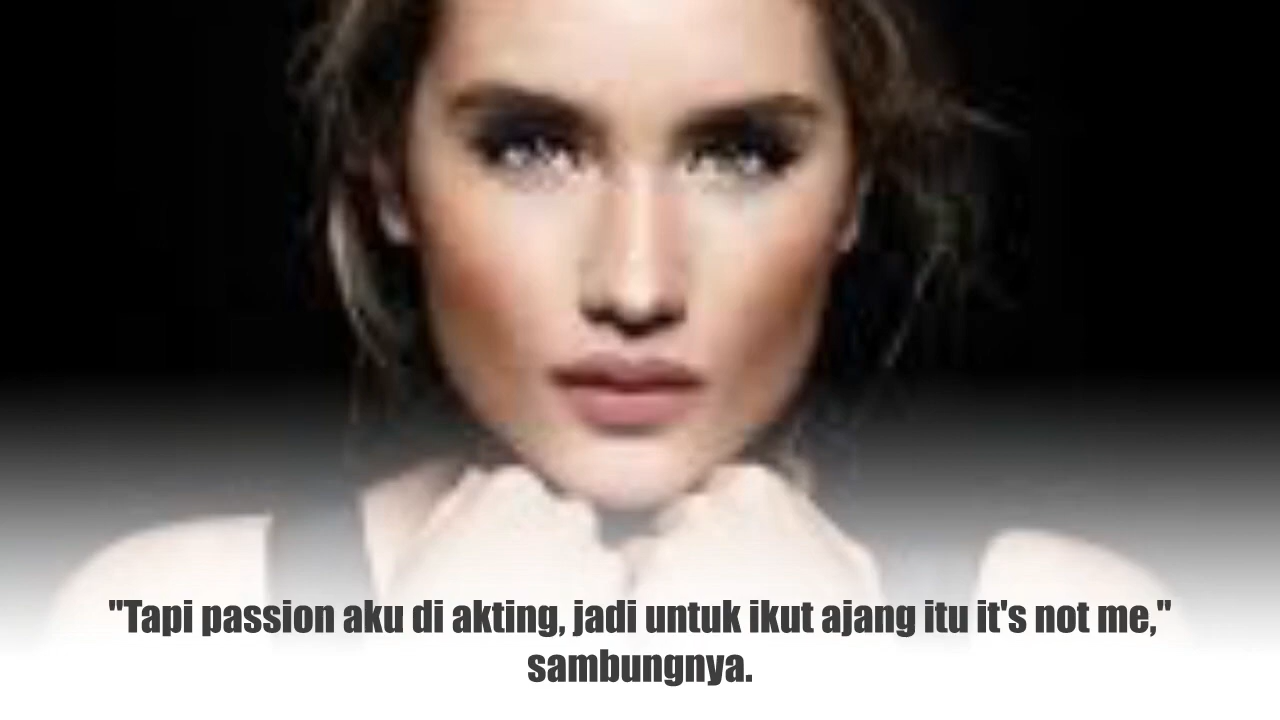 "Tapi passion aku di akting, jadi untuk ikut ajang itu it's not me,"
sambungnya.